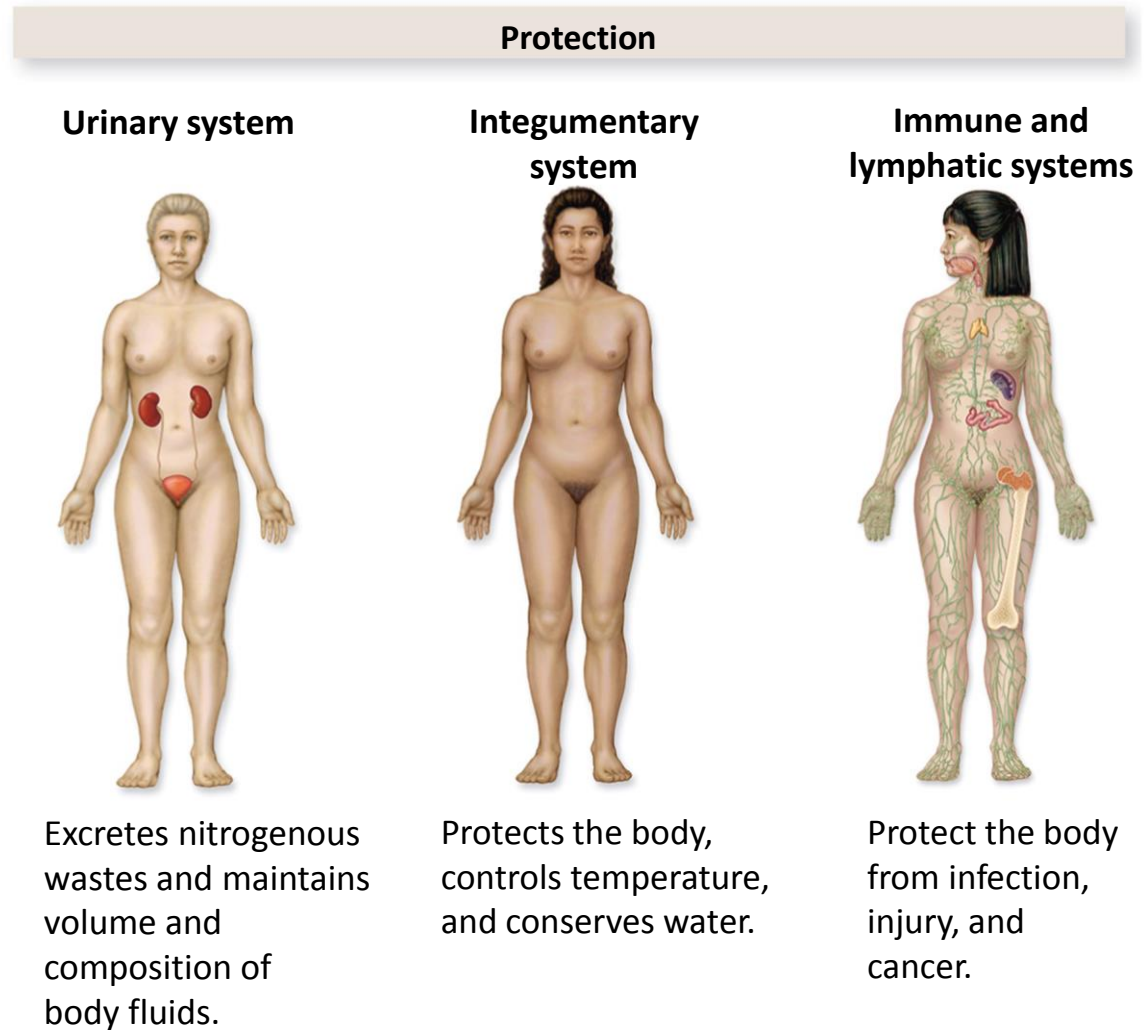 Protection
Urinary system
Integumentary
system
Immune and
lymphatic systems
Excretes nitrogenous
wastes and maintains
volume and
composition of
body fluids.
Protects the body,
controls temperature,
and conserves water.
Protect the body
from infection,
injury, and
cancer.